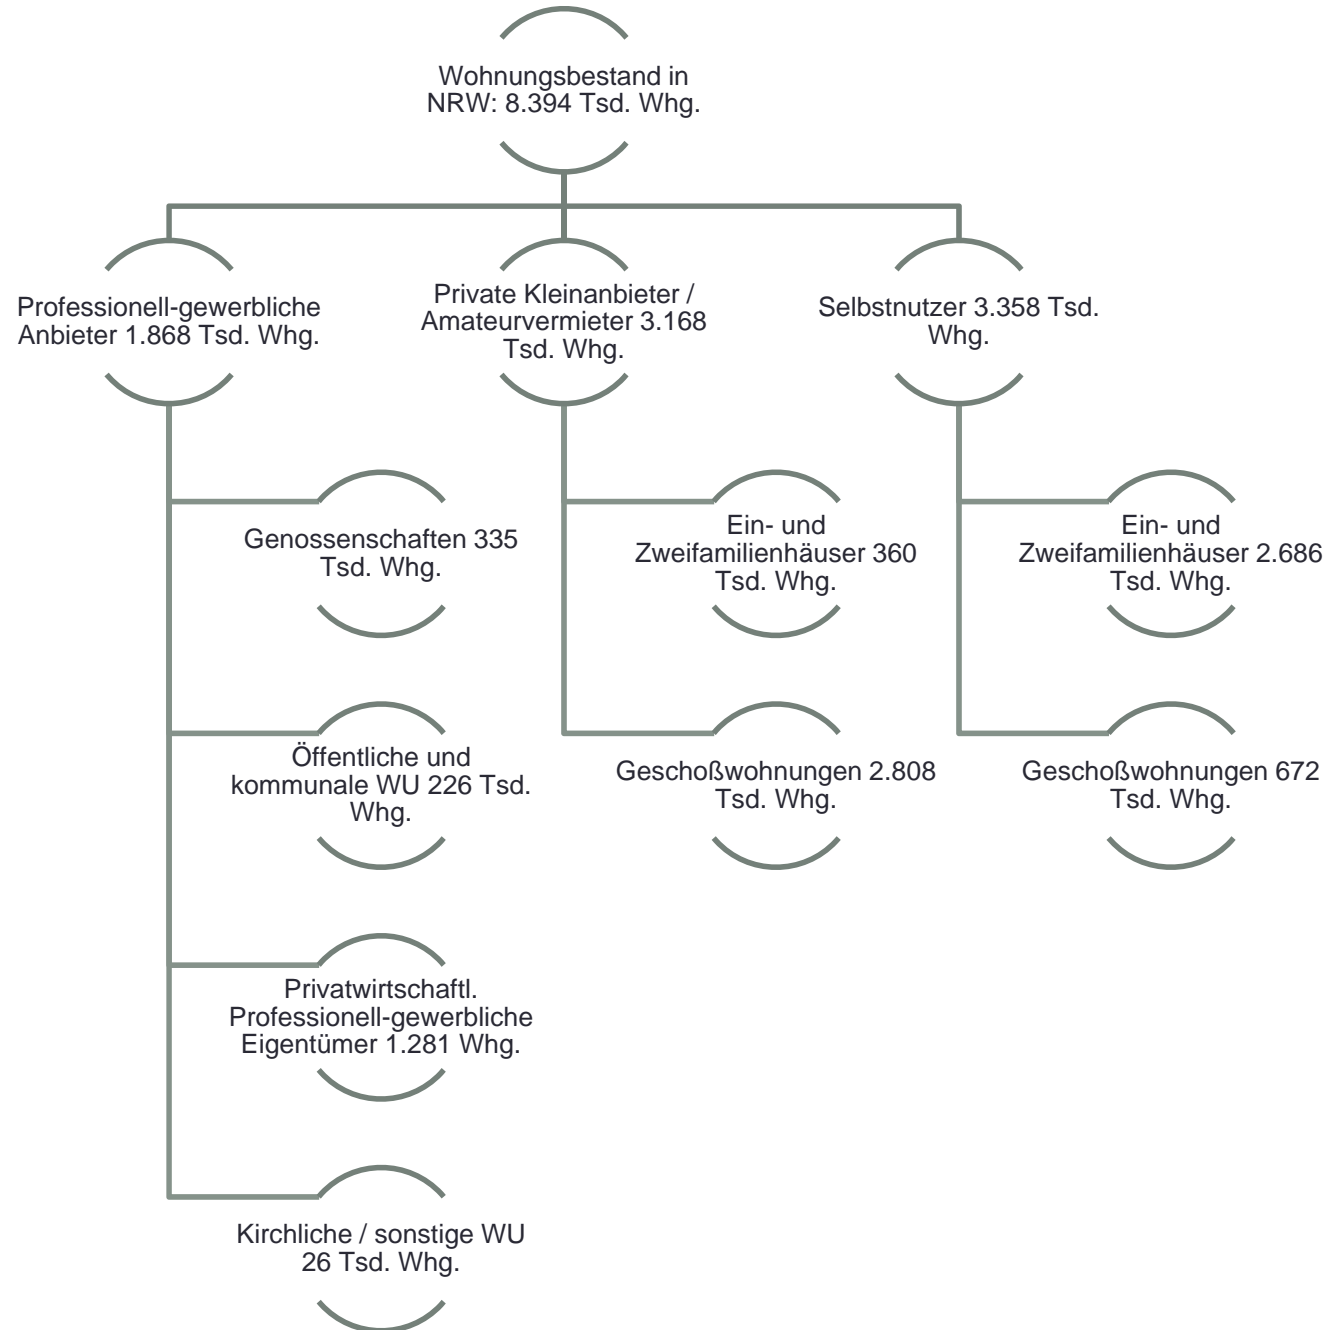 Wohnungsbestand in
NRW: 8.394 Tsd. Whg.
Professionell-gewerbliche
Anbieter 1.868 Tsd. Whg.
Private Kleinanbieter /
Amateurvermieter 3.168
Tsd. Whg.
Selbstnutzer 3.358 Tsd.
Whg.
Genossenschaften 335
Tsd. Whg.
Ein- und
Zweifamilienhäuser 360
Tsd. Whg.
Ein- und
Zweifamilienhäuser 2.686
Tsd. Whg.
Öffentliche und
kommunale WU 226 Tsd.
Whg.
Geschoßwohnungen 2.808
Tsd. Whg.
Geschoßwohnungen 672
Tsd. Whg.
Privatwirtschaftl.
Professionell-gewerbliche
Eigentümer 1.281 Whg.
Kirchliche / sonstige WU
26 Tsd. Whg.